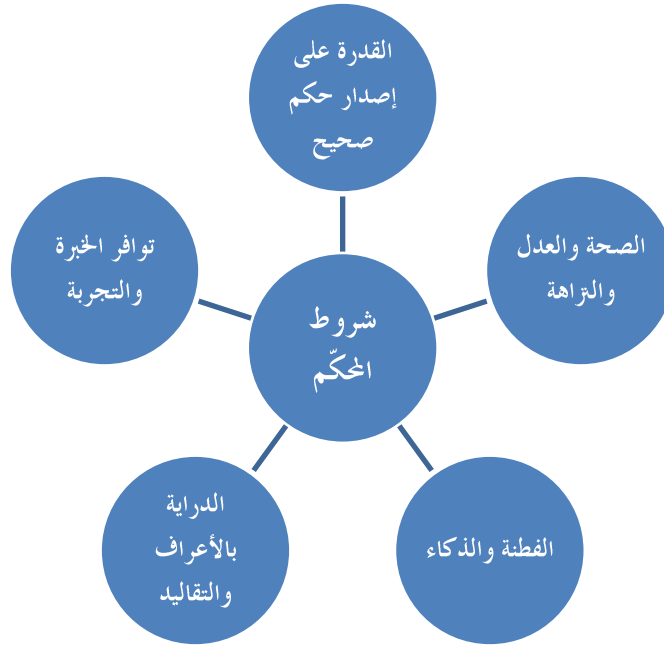 القدرة على
إصدار حكم
صحيح
الصحة والعدل
والنزاهة
الفطنة والذكاء
الدراية
بالأعراف
والتقاليد
توافر الخبرة
والتجربة
شروط
المحكّم